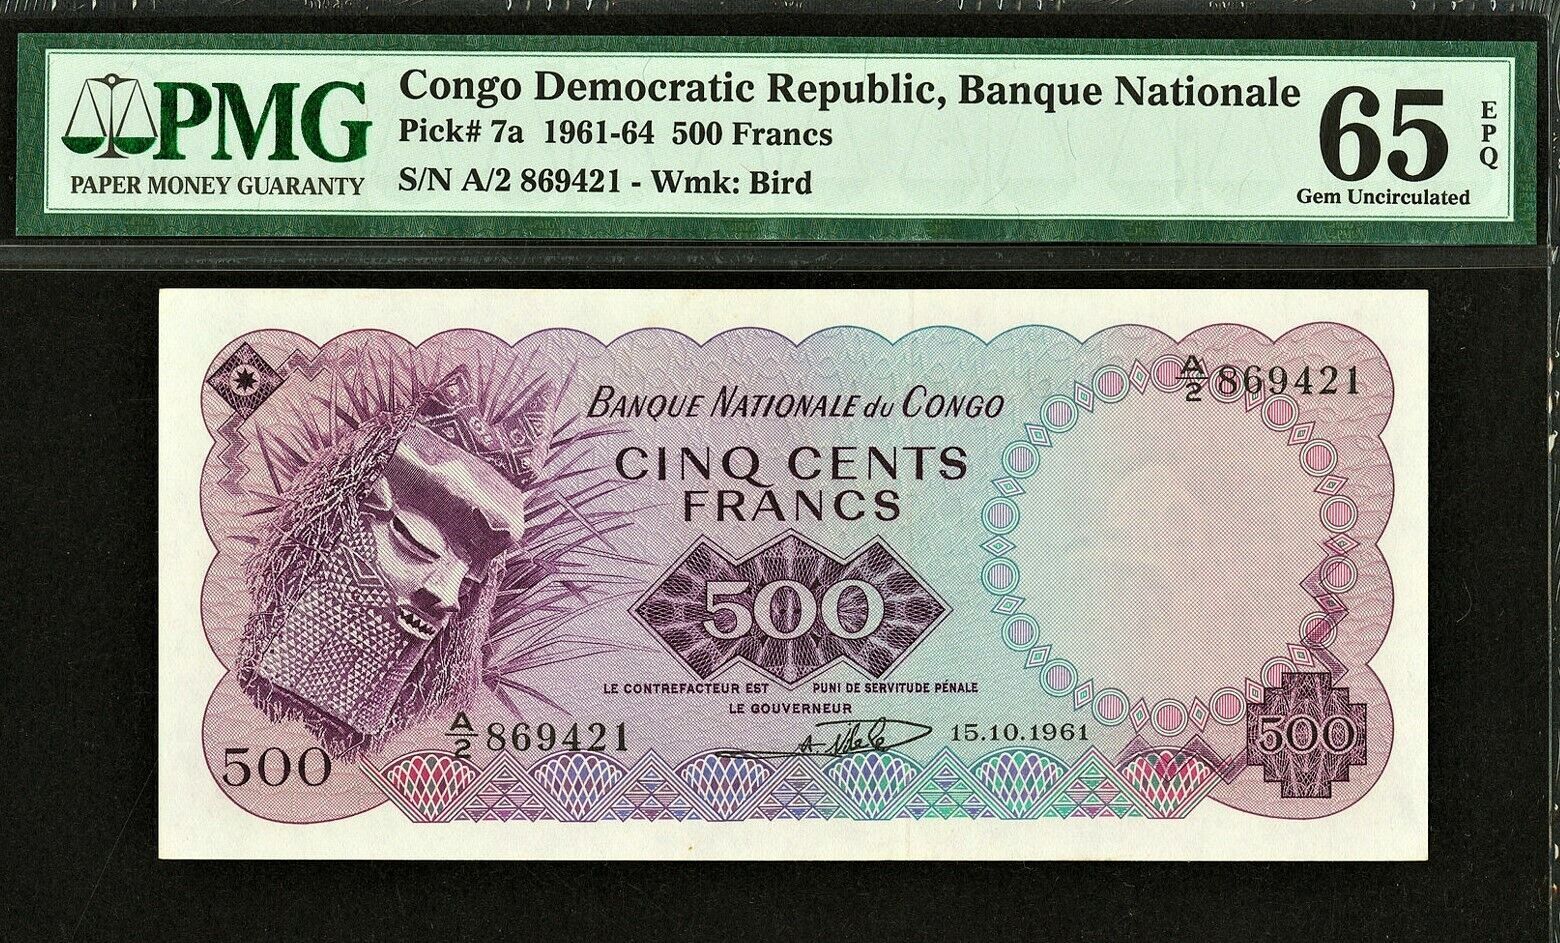 PMG
PAPER MONEY GUARANTY
Congo Democratic Republic, Banque Nationale
Pick# 7a 1961-64 500 Francs
S/N A/2 869421 - Wmk: Bird
65
EPQ
Gem Uncirculated
A/2 869421
BANQUE NATIONALE du CONGO
CINQ CENTS
FRANCS
500
LE CONTREFACTEUR EST PUNI DE SERVITUDE PÉNALE
LE GOUVERNEUR
A/2 869421
15.10.1961
500
500